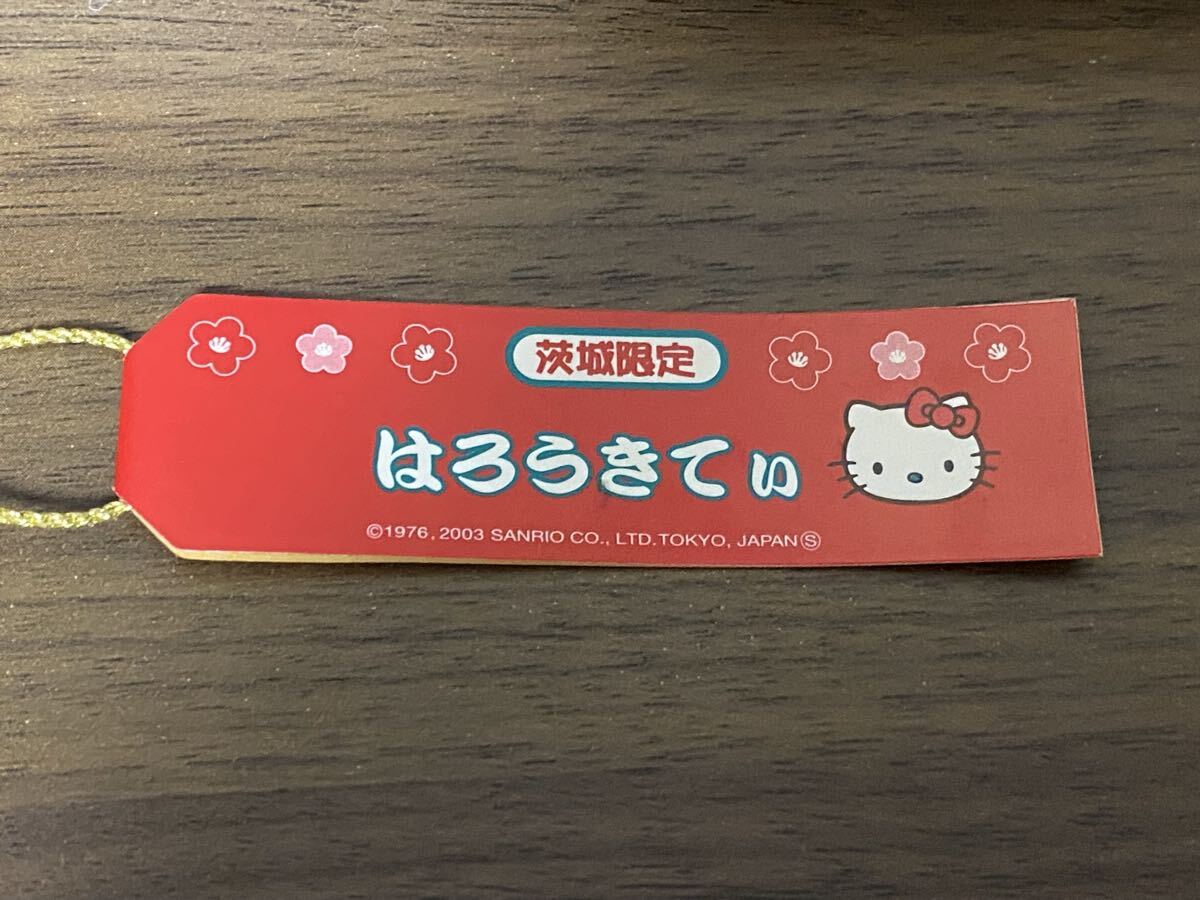 茨城限定
はろうきてぃ
©1976, 2003 SANRIO CO., LTD.TOKYO, JAPAN Ⓢ